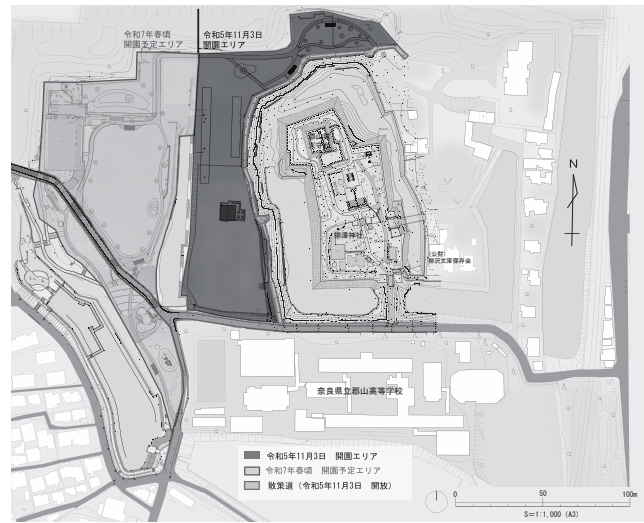 令和7年春頃
開園予定エリア
令和5年11月3日
開園エリア
N
柳澤神社
(公財)
柳沢文庫保存会
奈良県立郡山高等学校
令和5年11月3日 開園エリア
令和7年春頃 開園予定エリア
散策道（令和5年11月3日 開放）
0 50 100m
S=1:1,000 (A3)